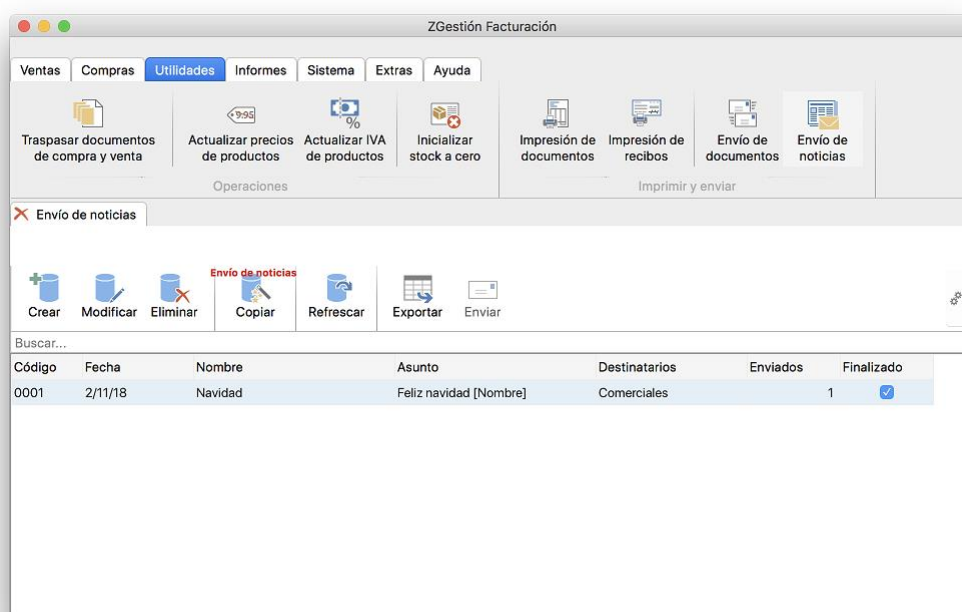 ZGestión Facturación
Ventas Compras Utilidades Informes Sistema Extras Ayuda
9.95 %
Traspasar documentos Actualizar precios Actualizar IVA Inicializar Impresión de Impresión de Envío de Envío de
de compra y venta de productos de productos stock a cero documentos recibos documentos noticias
Operaciones Imprimir y enviar
Envío de noticias
Envío de noticias
Crear Modificar Eliminar Copiar Refrescar Exportar Enviar
Buscar...
Código Fecha Nombre Asunto Destinatarios Enviados Finalizado
0001 2/11/18 Navidad Feliz navidad [Nombre] Comerciales 1